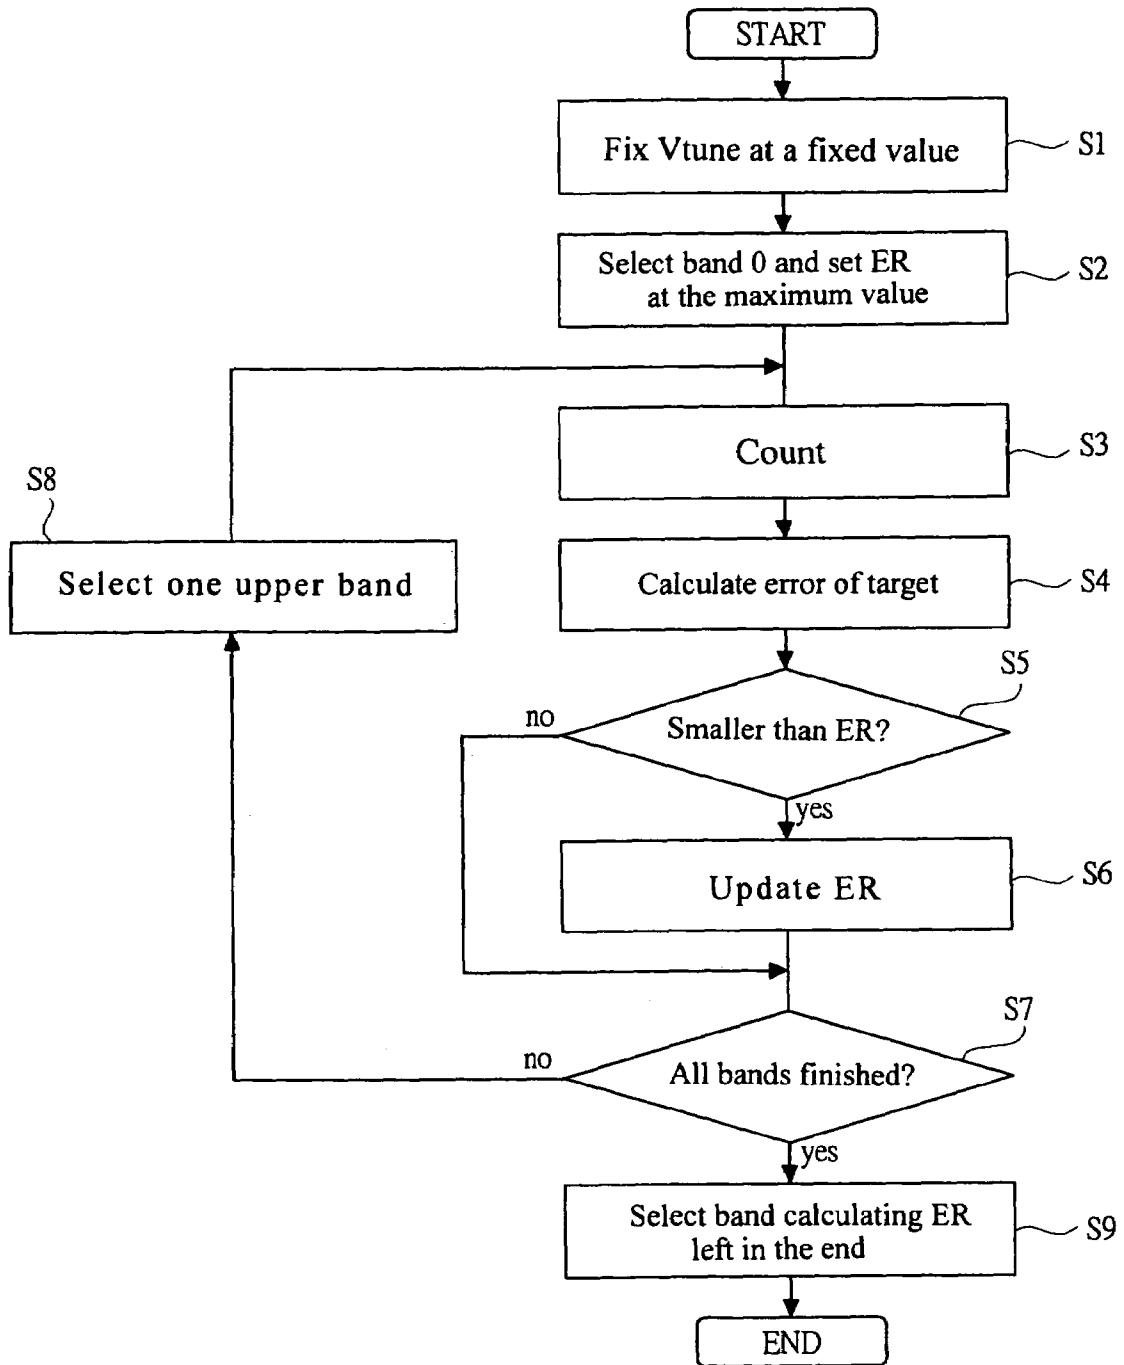 START
Fix Vtune at a fixed value
S1
Select band 0 and set ER
at the maximum value
S2
Count
S3
S8
Select one upper band
Calculate error of target
S4
S5
no
Smaller than ER?
yes
Update ER
S6
S7
no
All bands finished?
yes
Select band calculating ER
left in the end
S9
END